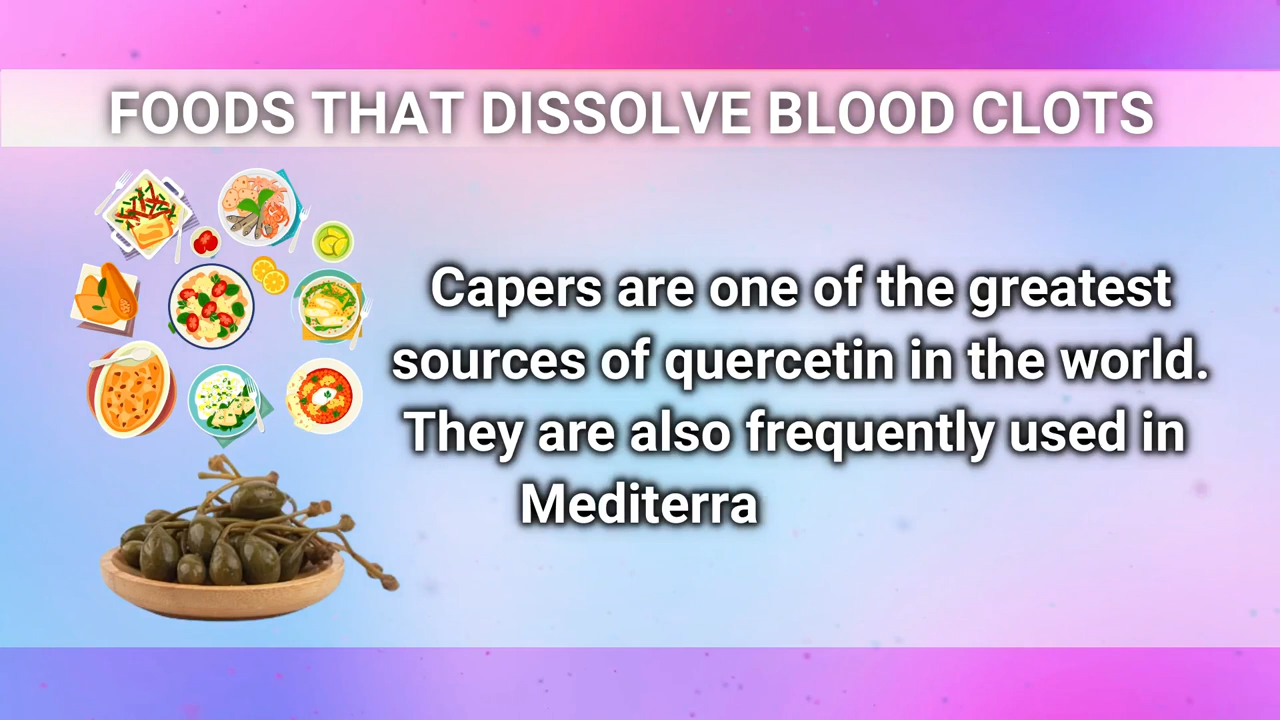 FOODS THAT DISSOLVE BLOOD CLOTS
Capers are one of the greatest
sources of quercetin in the world.
They are also frequently used in
Mediterra